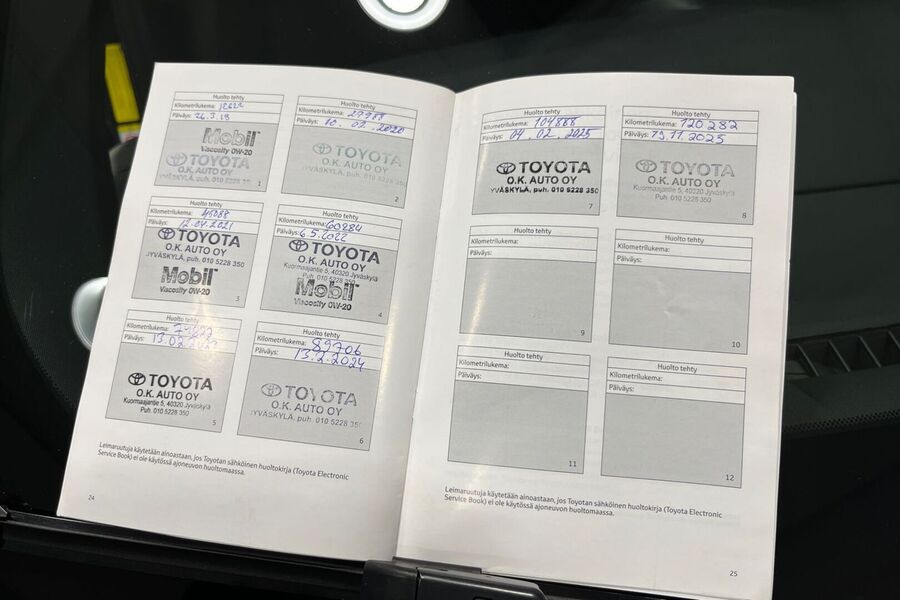 Huolto tehty
Kilometrilukema: 12622
Päiväys: 26.3.19
Mobil
Viscosity 0W-20
TOYOTA
O.K. AUTO OY
JYVÄSKYLÄ, puh. 010 5228 350
1
Huolto tehty
Kilometrilukema: 27988
Päiväys: 10.02.2020
TOYOTA
O.K. AUTO OY
JYVÄSKYLÄ, puh. 010 5228 350
2
Huolto tehty
Kilometrilukema: 45088
Päiväys: 12.04.2021
TOYOTA
O.K. AUTO OY
JYVÄSKYLÄ, puh. 010 5228 350
Mobil
Viscosity 0W-20
3
Huolto tehty
Kilometrilukema: 60284
Päiväys: 6.5.2022
TOYOTA
O.K. AUTO OY
Kuormaajantie 5, 40320 Jyväskylä
Puh. 010 5228 350
Mobil
Viscosity 0W-20
4
Huolto tehty
Kilometrilukema:
Päiväys: 13.02.
TOYOTA
O.K. AUTO OY
Kuormaajantie 5, 40320 Jyväskylä
Puh. 010 5228 350
5
Huolto tehty
Kilometrilukema: 89706
Päiväys: 13.2.2024
TOYOTA
O.K. AUTO OY
JYVÄSKYLÄ, puh. 010 5228 350
6
Leimaruutuja käytetään ainoastaan, jos Toyotan sähköinen huoltokirja (Toyota Electronic
Service Book) ei ole käytössä ajoneuvon huoltomaassa.
24
Huolto tehty
Kilometrilukema: 104888
Päiväys: 04.02.2025
TOYOTA
O.K. AUTO OY
JYVÄSKYLÄ, puh. 010 5228 350
7
Huolto tehty
Kilometrilukema: 120 282
Päiväys: 19.11.2025
TOYOTA
O.K. AUTO OY
Kuormaajantie 5, 40320 Jyväskylä
Puh. 010 5228 350
8
Huolto tehty
Kilometrilukema:
Päiväys:
9
Huolto tehty
Kilometrilukema:
Päiväys:
10
Huolto tehty
Kilometrilukema:
Päiväys:
11
Huolto tehty
Kilometrilukema:
Päiväys:
12
Leimaruutuja käytetään ainoastaan, jos Toyotan sähköinen huoltokirja (Toyota Electronic
Service Book) ei ole käytössä ajoneuvon huoltomaassa.
25